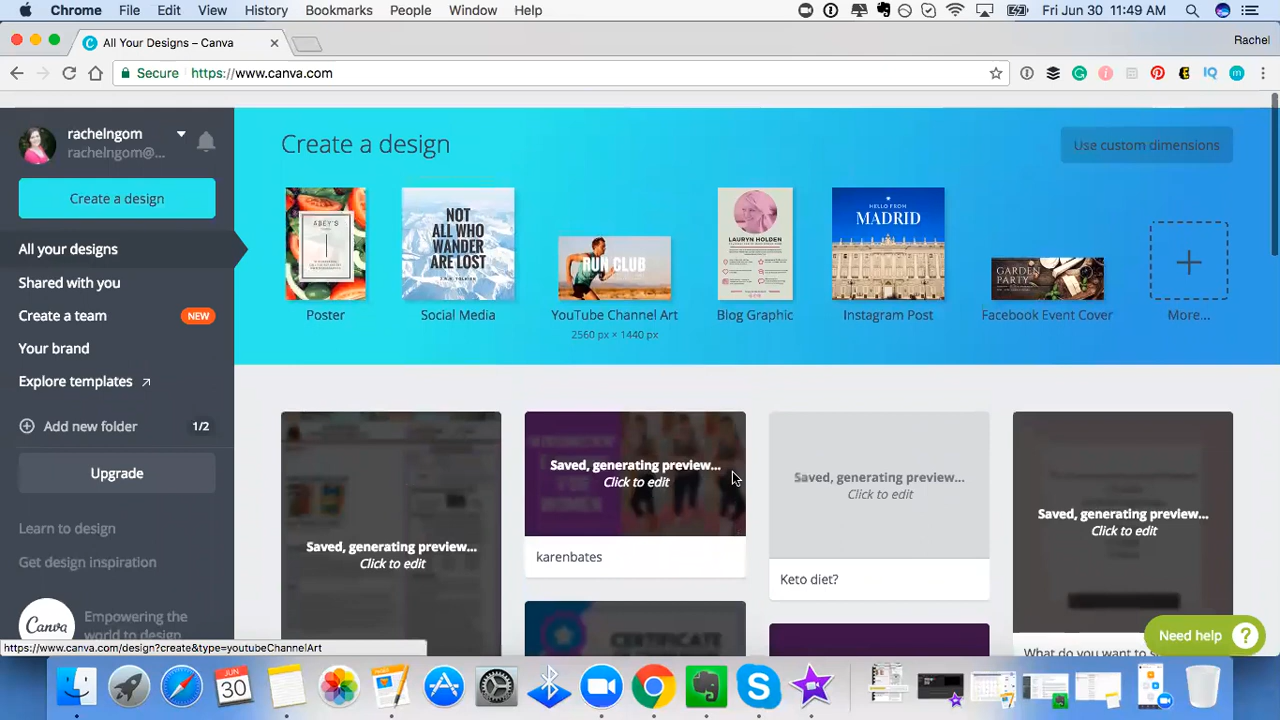 Chrome File Edit View History Bookmarks People Window Help Fri Jun 30 11:49 AM
All Your Designs – Canva
Rachel
Secure https://www.canva.com
rachelngom
rachelngom@...
Create a design
All your designs
Shared with you
Create a team NEW
Your brand
Explore templates
Add new folder 1/2
Upgrade
Learn to design
Get design inspiration
Canva
Empowering the
world to design
Create a design
Use custom dimensions
ABEY'S
NOT
ALL WHO
WANDER
ARE LOST
RUN CLUB
LAURYN HOLDEN
HELLO FROM
MADRID
GARDEN
PARTY
Poster
Social Media
YouTube Channel Art
2560 px × 1440 px
Blog Graphic
Instagram Post
Facebook Event Cover
More...
Saved, generating preview...
Click to edit
Saved, generating preview...
Click to edit
karenbates
CERTIFICATE
Saved, generating preview...
Click to edit
Keto diet?
Saved, generating preview...
Click to edit
What do you want to
Need help ?
https://www.canva.com/design?create&type=youtubeChannelArt
JUN
30